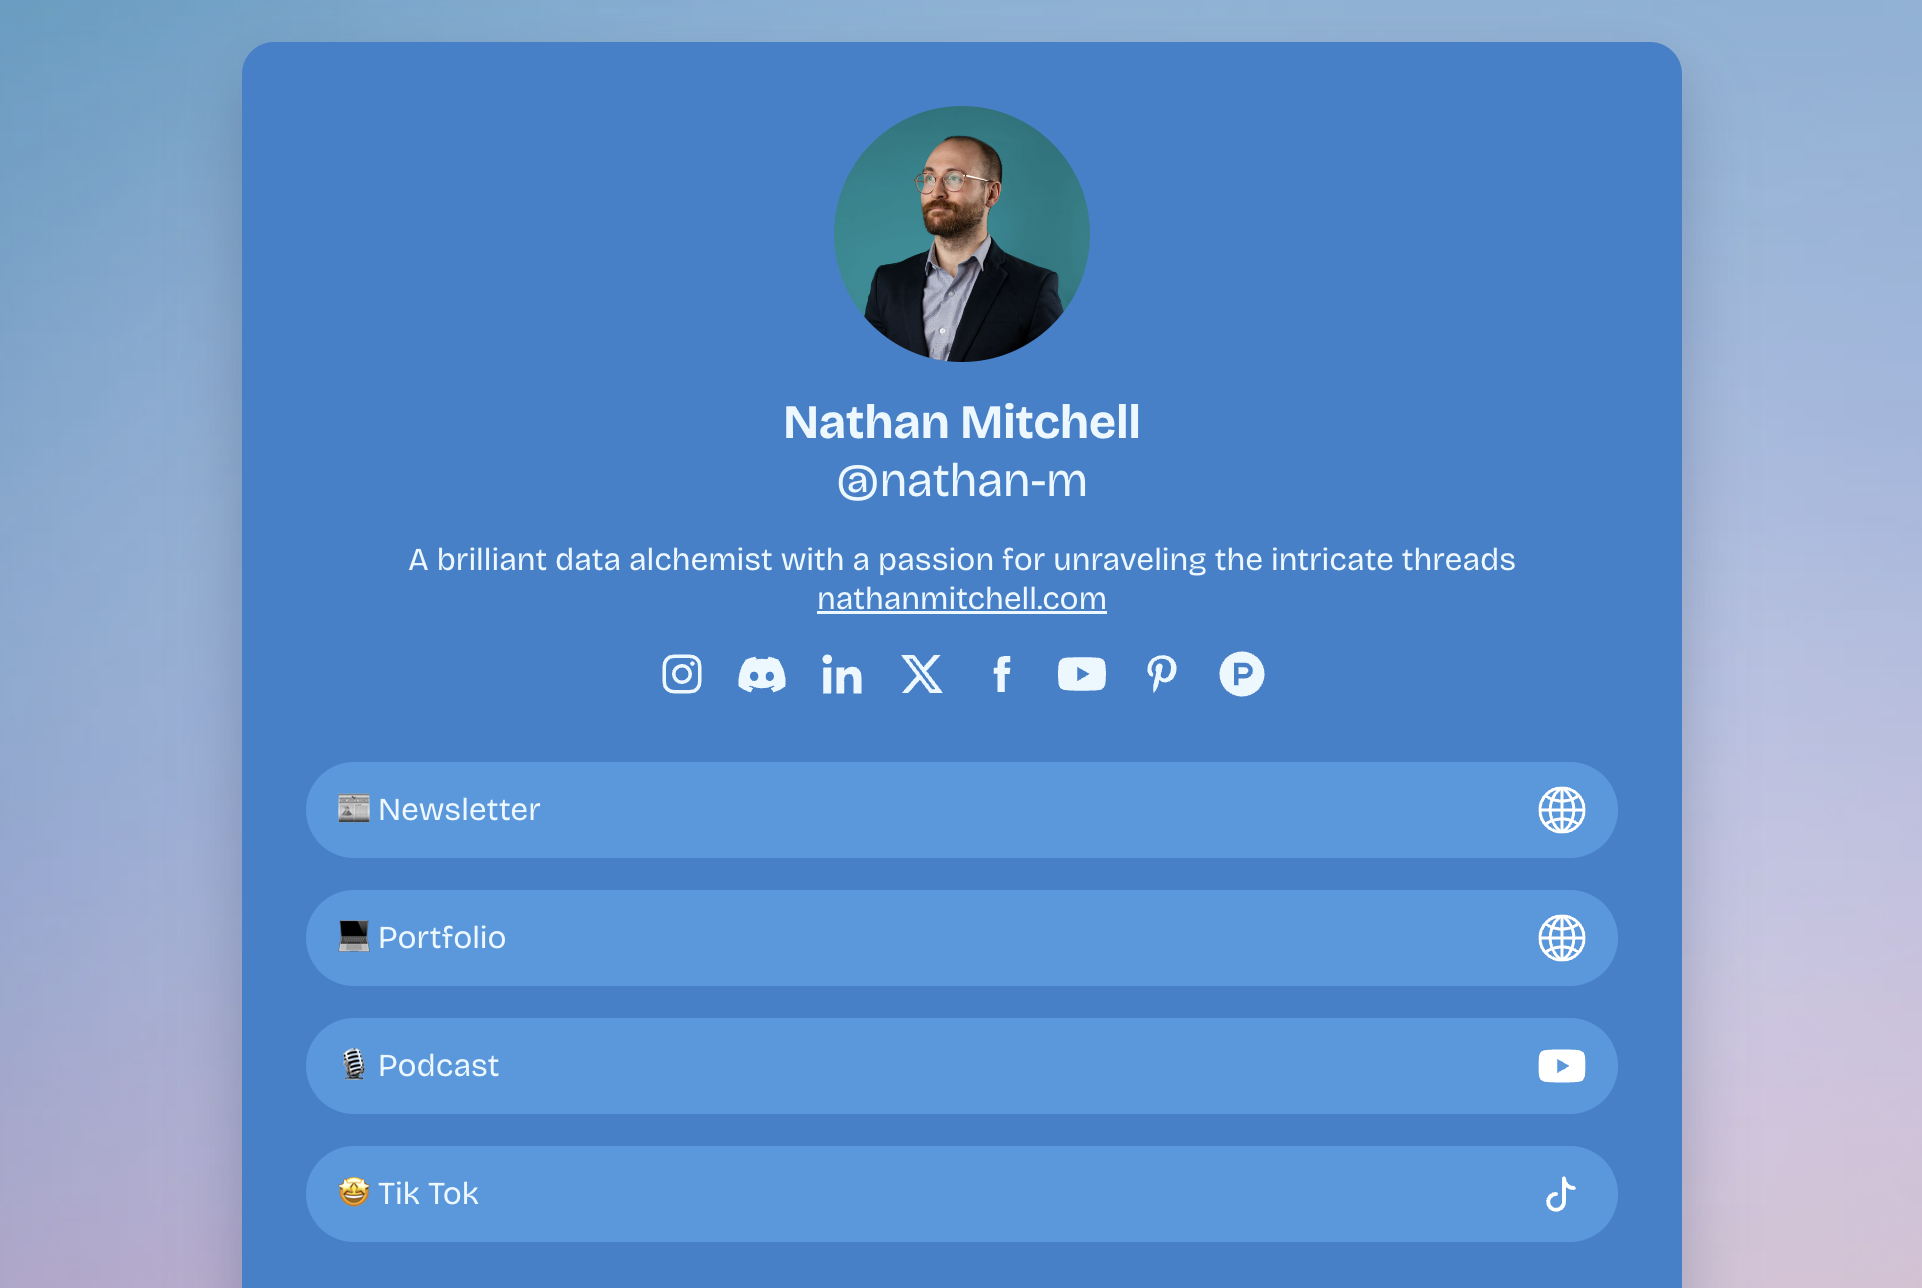 Nathan Mitchell
@nathan-m
A brilliant data alchemist with a passion for unraveling the intricate threads
nathanmitchell.com
Newsletter
Portfolio
Podcast
Tik Tok